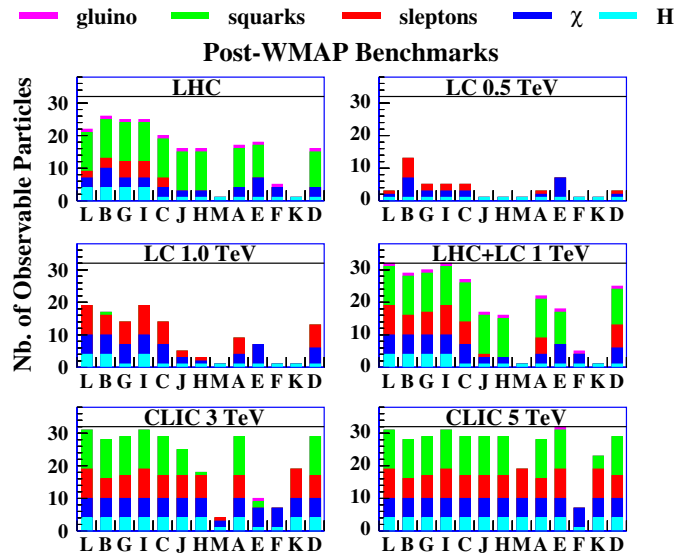 gluino squarks sleptons χ H
Post-WMAP Benchmarks
Nb. of Observable Particles
LHC
30
20
10
0
L B G I C J H M A E F K D
LC 0.5 TeV
30
20
10
0
L B G I C J H M A E F K D
LC 1.0 TeV
30
20
10
0
L B G I C J H M A E F K D
LHC+LC 1 TeV
30
20
10
0
L B G I C J H M A E F K D
CLIC 3 TeV
30
20
10
0
L B G I C J H M A E F K D
CLIC 5 TeV
30
20
10
0
L B G I C J H M A E F K D